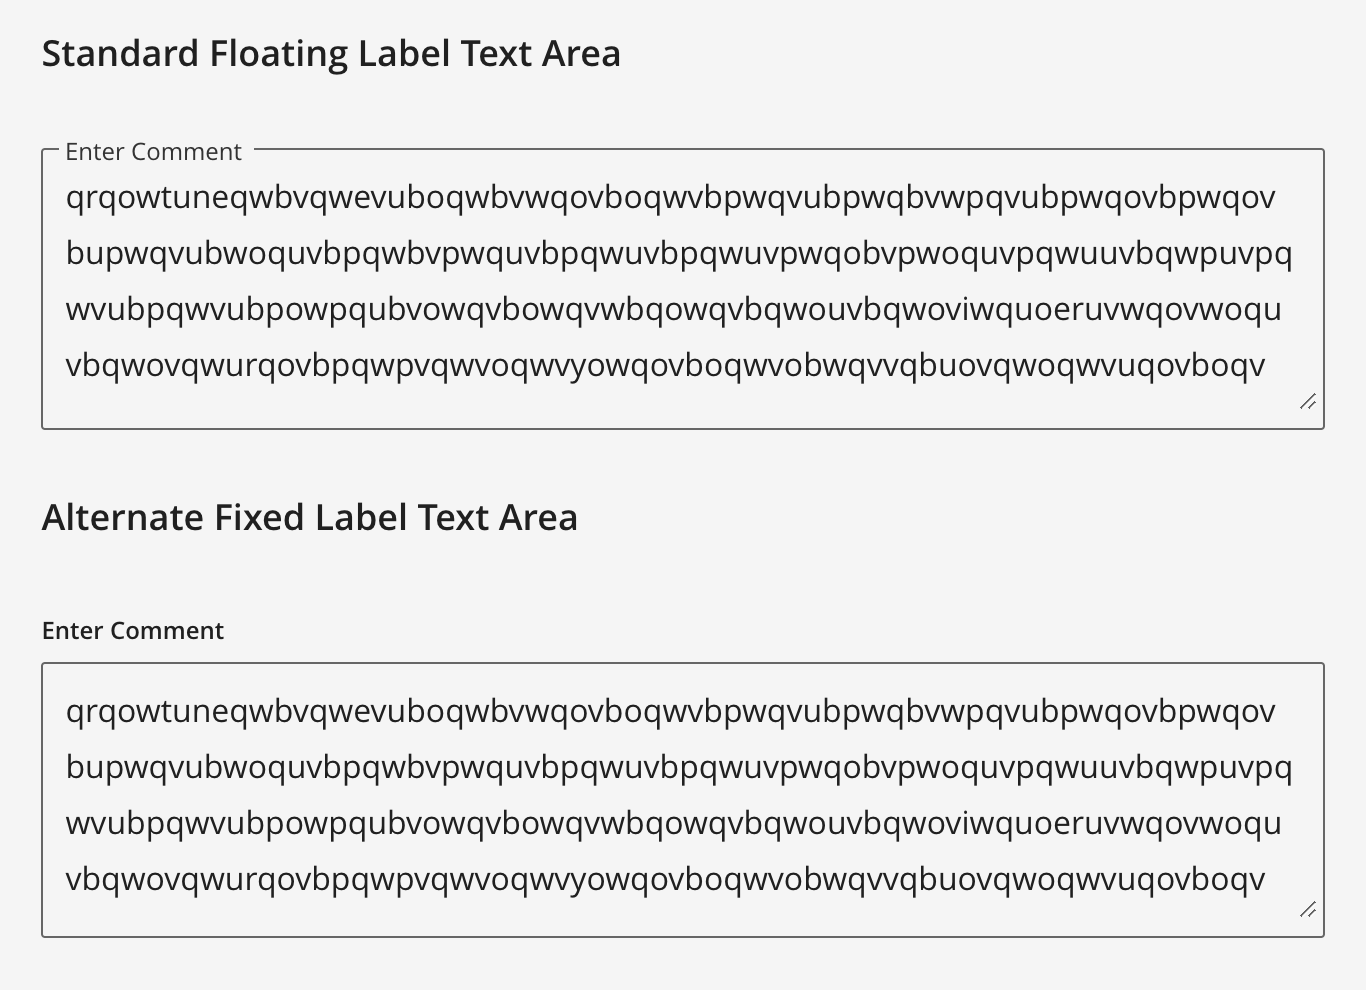 Standard Floating Label Text Area
Enter Comment
qrqowtuneqwbvqwevuboqwbvwqovboqwvbpwqvubpwqbvwpqvubpwqovbpwqov
bupwqvubwoquvbpqwbvpwquvbpqwuvbpqwuvpwqobvpwoquvpqwuuvbqwpuvpq
wvubpqwvubpowpqubvowqvbowqvwbqowqvbqwouvbqwoviwquoeruvwqovwoqu
vbqwovqwurqovbpqwpvqwvoqwvyowqovboqwvobwqvvqbuovqwoqwvuqovboqv
Alternate Fixed Label Text Area
Enter Comment
qrqowtuneqwbvqwevuboqwbvwqovboqwvbpwqvubpwqbvwpqvubpwqovbpwqov
bupwqvubwoquvbpqwbvpwquvbpqwuvbpqwuvpwqobvpwoquvpqwuuvbqwpuvpq
wvubpqwvubpowpqubvowqvbowqvwbqowqvbqwouvbqwoviwquoeruvwqovwoqu
vbqwovqwurqovbpqwpvqwvoqwvyowqovboqwvobwqvvqbuovqwoqwvuqovboqv